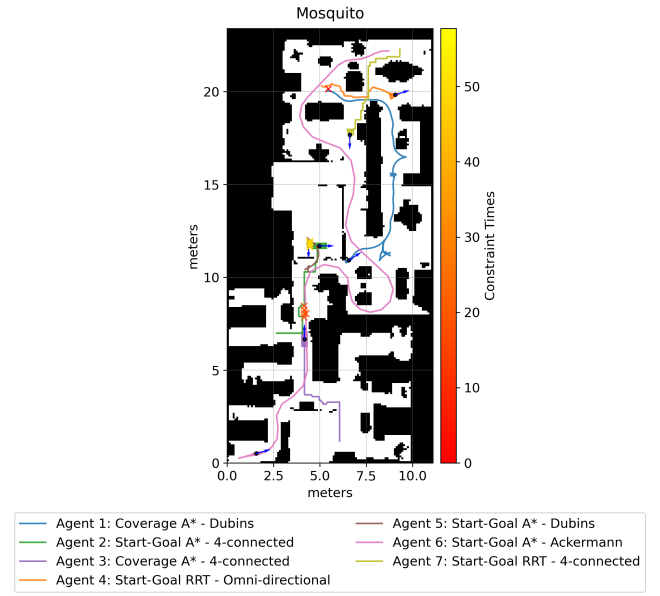 Mosquito
20
15
10
5
0
0.0 2.5 5.0 7.5 10.0
meters
meters
50
40
30
20
10
0
Constraint Times
Agent 1: Coverage A* - Dubins
Agent 2: Start-Goal A* - 4-connected
Agent 3: Coverage A* - 4-connected
Agent 4: Start-Goal RRT - Omni-directional
Agent 5: Start-Goal A* - Dubins
Agent 6: Start-Goal A* - Ackermann
Agent 7: Start-Goal RRT - 4-connected